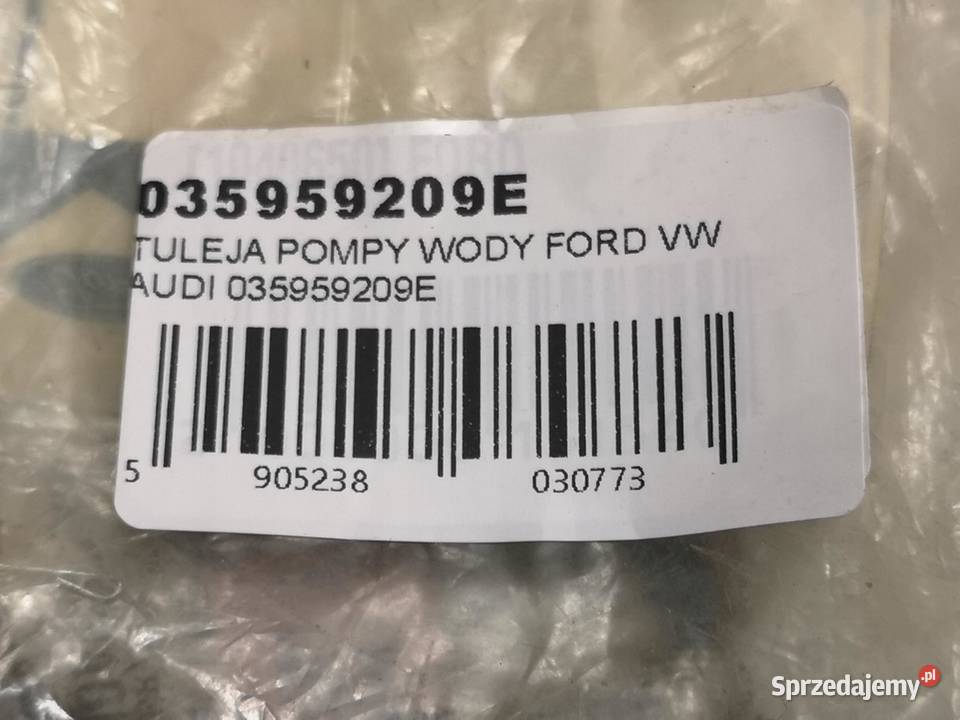 035959209E
TULEJA POMPY WODY FORD VW
AUDI 035959209E
5 905238 030773
Sprzedajemy.pl